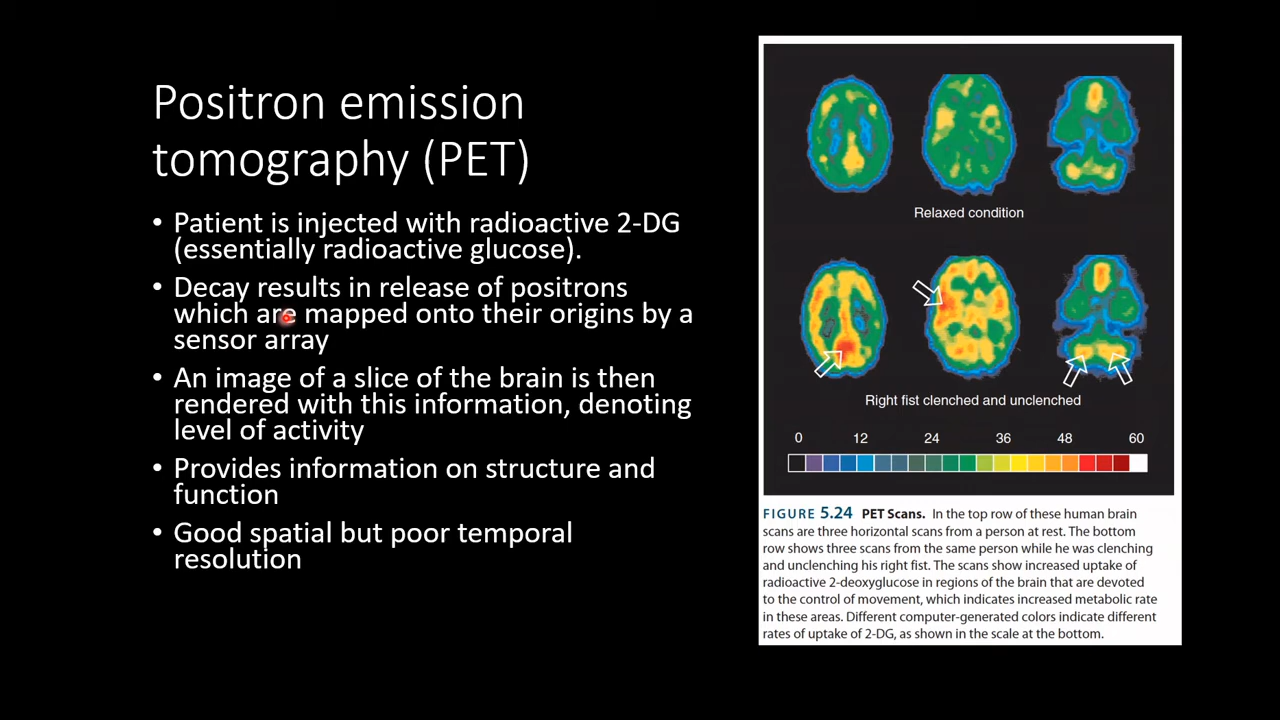 Positron emission
tomography (PET)
• Patient is injected with radioactive 2-DG
(essentially radioactive glucose).
• Decay results in release of positrons
which are mapped onto their origins by a
sensor array
• An image of a slice of the brain is then
rendered with this information, denoting
level of activity
• Provides information on structure and
function
• Good spatial but poor temporal
resolution
Relaxed condition
Right fist clenched and unclenched
0 12 24 36 48 60
FIGURE 5.24 PET Scans. In the top row of these human brain
scans are three horizontal scans from a person at rest. The bottom
row shows three scans from the same person while he was clenching
and unclenching his right fist. The scans show increased uptake of
radioactive 2-deoxyglucose in regions of the brain that are devoted
to the control of movement, which indicates increased metabolic rate
in these areas. Different computer-generated colors indicate different
rates of uptake of 2-DG, as shown in the scale at the bottom.